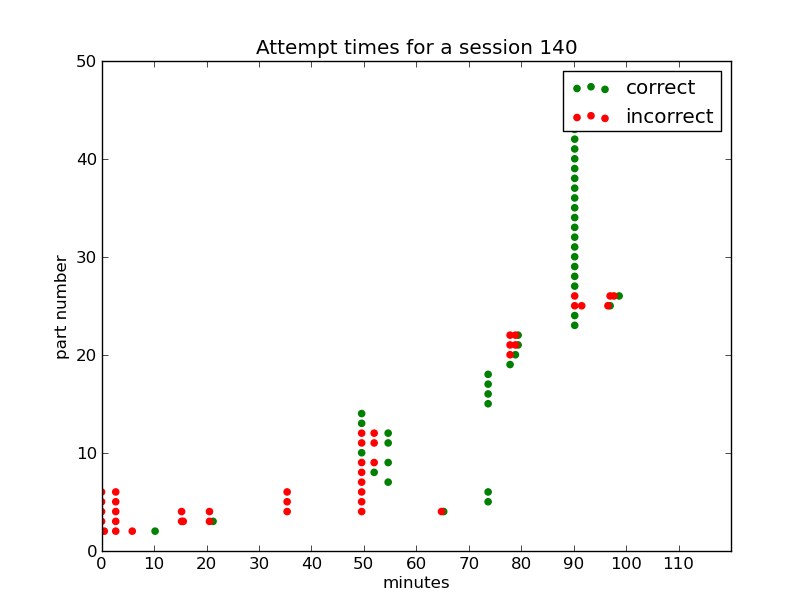 Attempt times for a session 140
correct
incorrect
50
40
30
20
10
0
part number
0 10 20 30 40 50 60 70 80 90 100 110
minutes